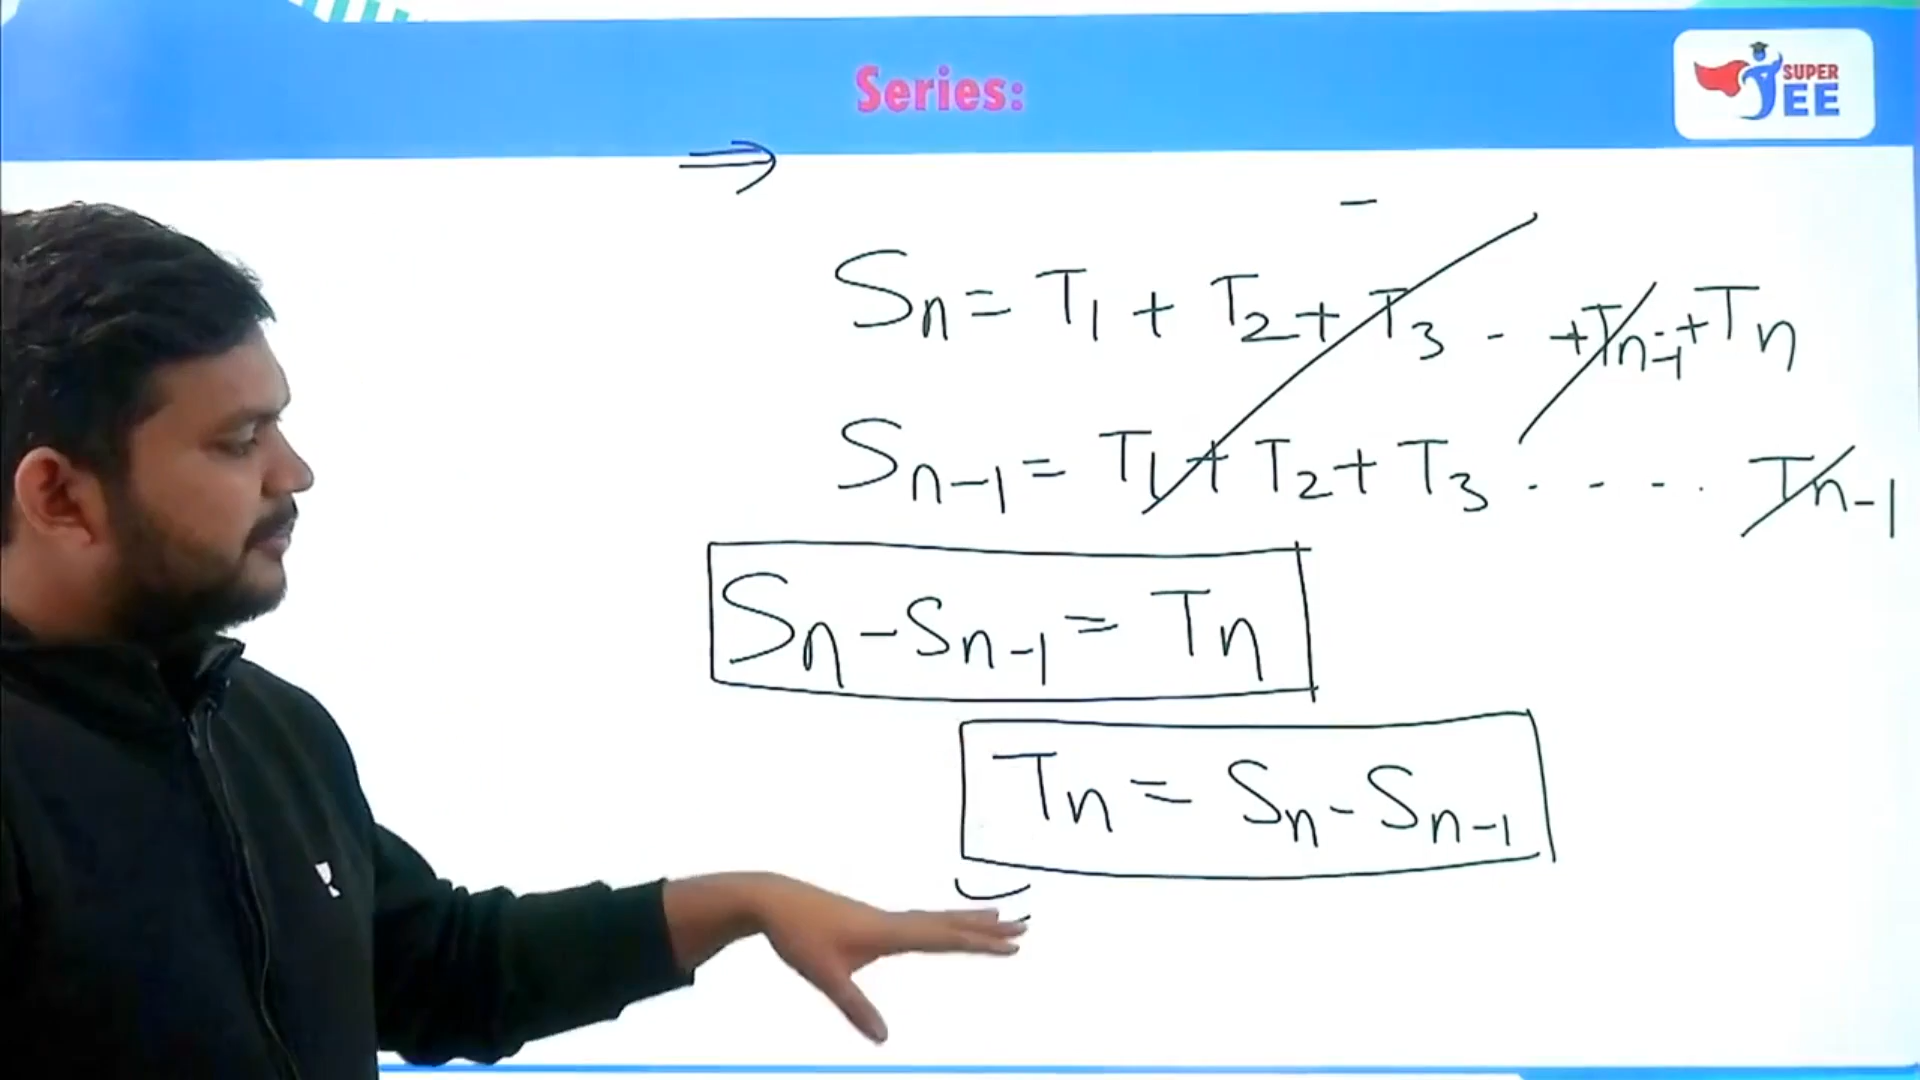 Series:
SUPER
JEE
⇒
Sn = T1 + T2 + T3 - +Tn-1 + Tn
Sn-1 = T1 + T2 + T3 . . . . Tn-1
Sn - Sn-1 = Tn
Tn = Sn - Sn-1